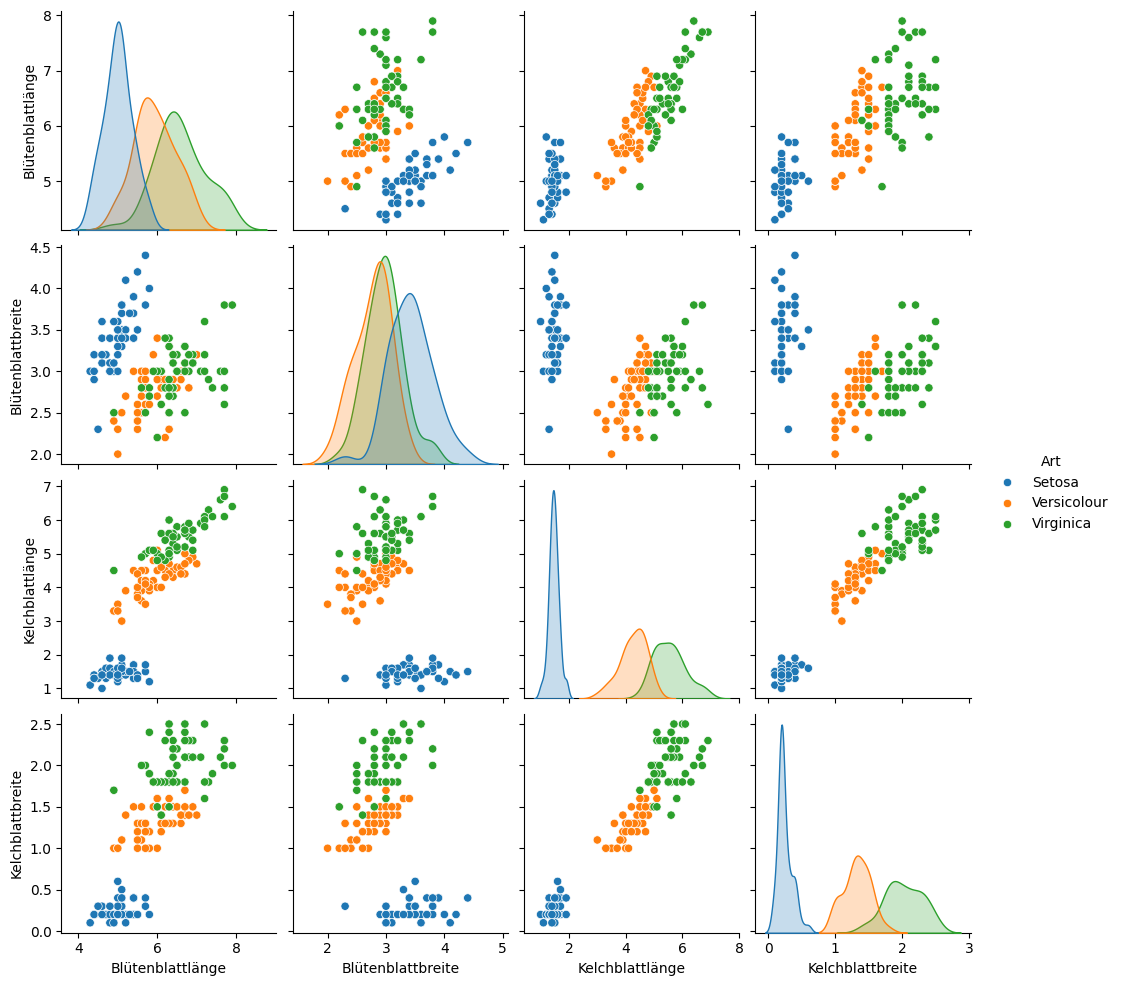 8
7
6
5
Blütenblattlänge
4.5
4.0
3.5
3.0
2.5
2.0
Blütenblattbreite
Art
Setosa
Versicolour
Virginica
7
6
5
4
3
2
1
Kelchblattlänge
2.5
2.0
1.5
1.0
0.5
0.0
Kelchblattbreite
6 8 2 3 4 5 2 4 6 8 0 1 2 3
Blütenblattlänge Blütenblattbreite Kelchblattlänge Kelchblattbreite